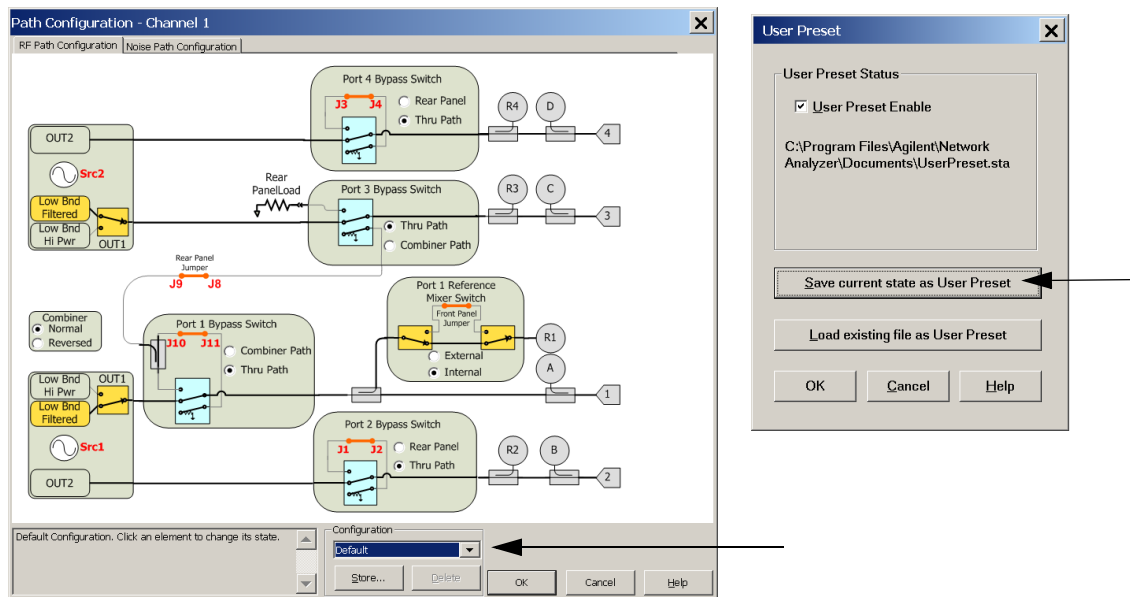 Path Configuration - Channel 1
RF Path Configuration
Noise Path Configuration
Port 4 Bypass Switch
J3 J4
Rear Panel
Thru Path
R4
D
4
OUT2
Src2
Low Bnd
Filtered
Low Bnd
Hi Pwr
OUT1
Rear
PanelLoad
Port 3 Bypass Switch
Thru Path
Combiner Path
R3
C
3
Rear Panel
Jumper
J9 J8
Port 1 Reference
Mixer Switch
Front Panel
Jumper
External
Internal
R1
A
1
Combiner
Normal
Reversed
Port 1 Bypass Switch
J10 J11
Combiner Path
Thru Path
Low Bnd
Hi Pwr
OUT1
Low Bnd
Filtered
Src1
OUT2
Port 2 Bypass Switch
J1 J2
Rear Panel
Thru Path
R2
B
2
Default Configuration. Click an element to change its state.
Configuration
Default
Store...
Delete
OK
Cancel
Help
User Preset
User Preset Status
User Preset Enable
C:\Program Files\Agilent\Network
Analyzer\Documents\UserPreset.sta
Save current state as User Preset
Load existing file as User Preset
OK
Cancel
Help